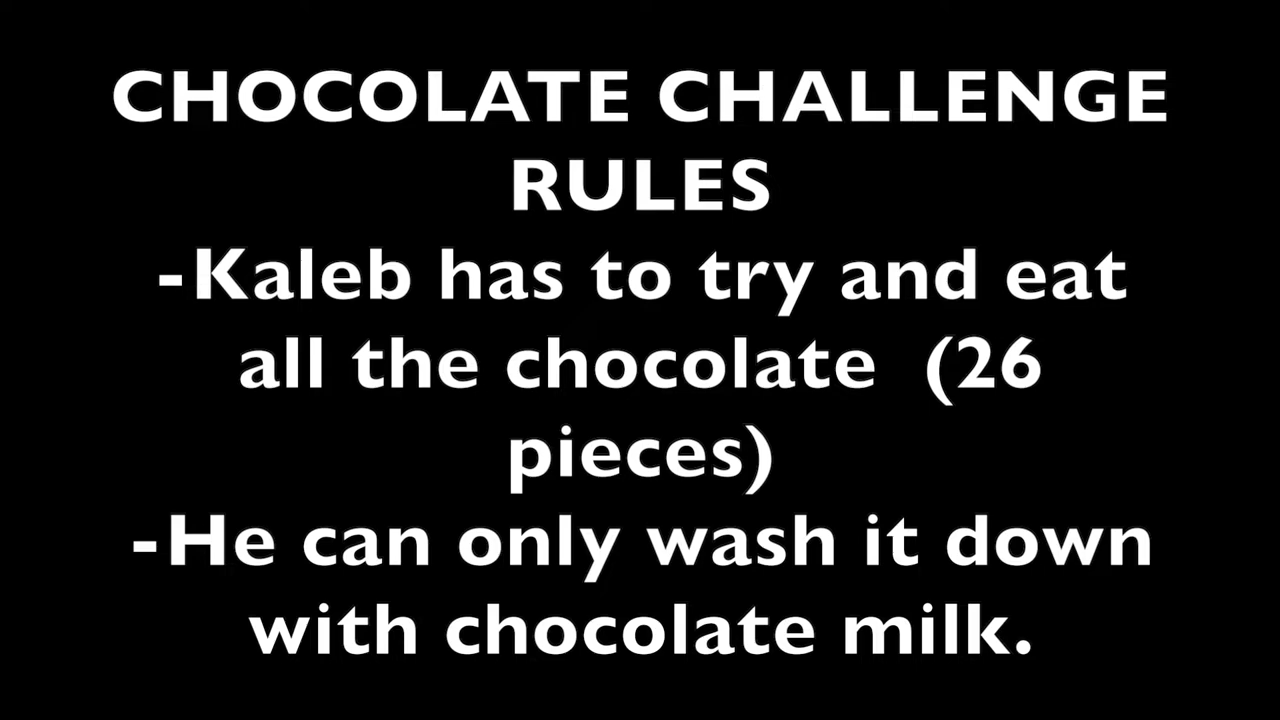 CHOCOLATE CHALLENGE
RULES
-Kaleb has to try and eat
all the chocolate (26
pieces)
-He can only wash it down
with chocolate milk.